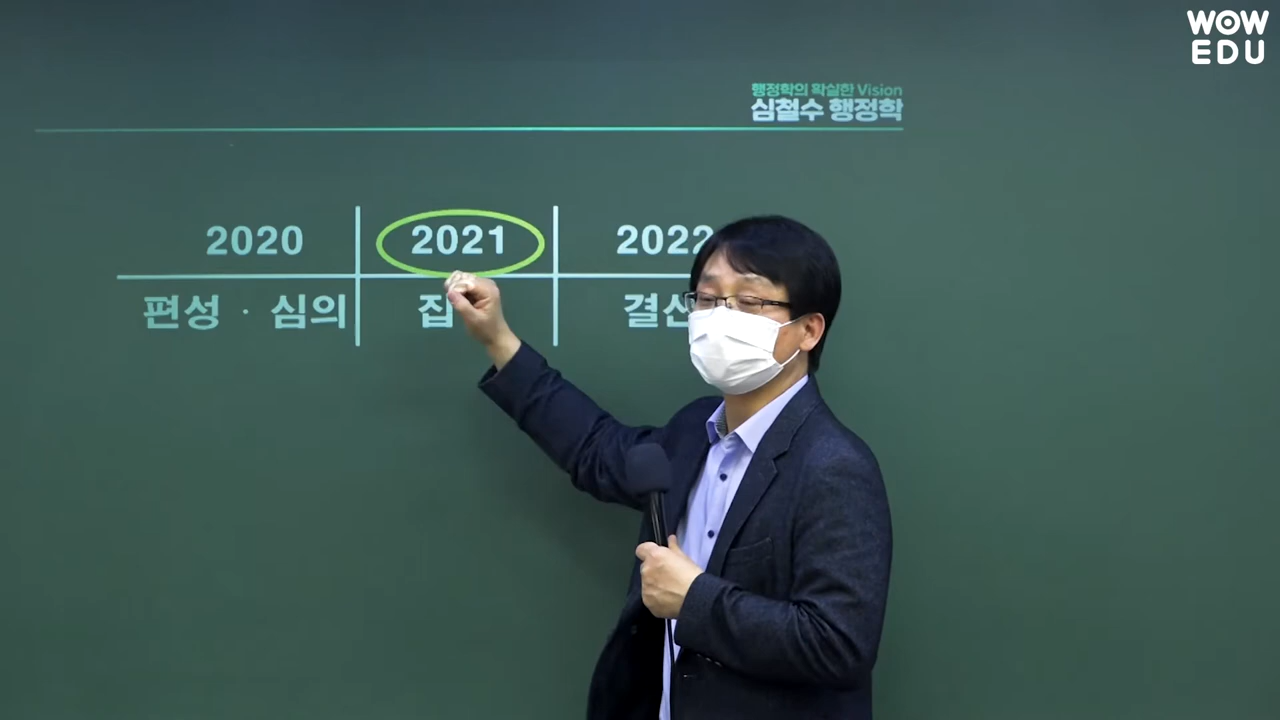 WOW
EDU
행정학의 확실한 Vision
심철수 행정학
2020 2021 2022
편성 · 심의 집 결산